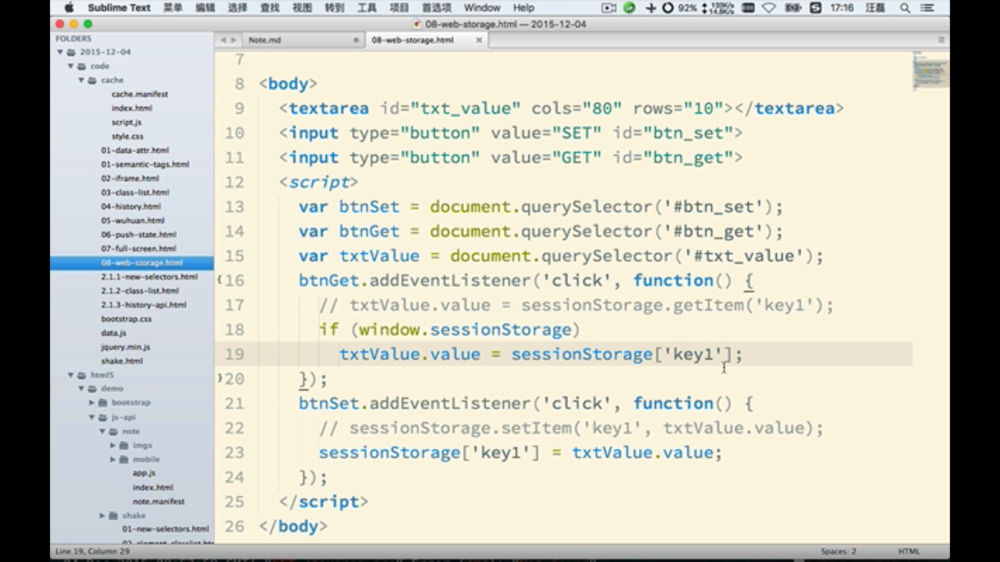 Sublime Text 菜单 编辑 选择 查找 视图 转到 工具 项目 首选项 Window Help 92% 17:16 汪磊
08-web-storage.html — 2015-12-04
FOLDERS
2015-12-04
code
cache
cache.manifest
index.html
script.js
style.css
01-data-attr.html
01-semantic-tags.html
02-iframe.html
03-class-list.html
04-history.html
05-wuhuan.html
06-push-state.html
07-full-screen.html
08-web-storage.html
2.1.1-new-selectors.html
2.1.2-class-list.html
2.1.3-history-api.html
bootstrap.css
data.js
jquery.min.js
shake.html
html5
demo
bootstrap
js-api
note
imgs
mobile
app.js
index.html
note.manifest
shake
01-new-selectors.html
Note.md
08-web-storage.html
7
8 <body>
9 <textarea id="txt_value" cols="80" rows="10"></textarea>
10 <input type="button" value="SET" id="btn_set">
11 <input type="button" value="GET" id="btn_get">
12 <script>
13 var btnSet = document.querySelector('#btn_set');
14 var btnGet = document.querySelector('#btn_get');
15 var txtValue = document.querySelector('#txt_value');
16 btnGet.addEventListener('click', function() {
17 // txtValue.value = sessionStorage.getItem('key1');
18 if (window.sessionStorage)
19 txtValue.value = sessionStorage['key1'];
20 });
21 btnSet.addEventListener('click', function() {
22 // sessionStorage.setItem('key1', txtValue.value);
23 sessionStorage['key1'] = txtValue.value;
24 });
25 </script>
26 </body>
Line 19, Column 29
Spaces: 2
HTML